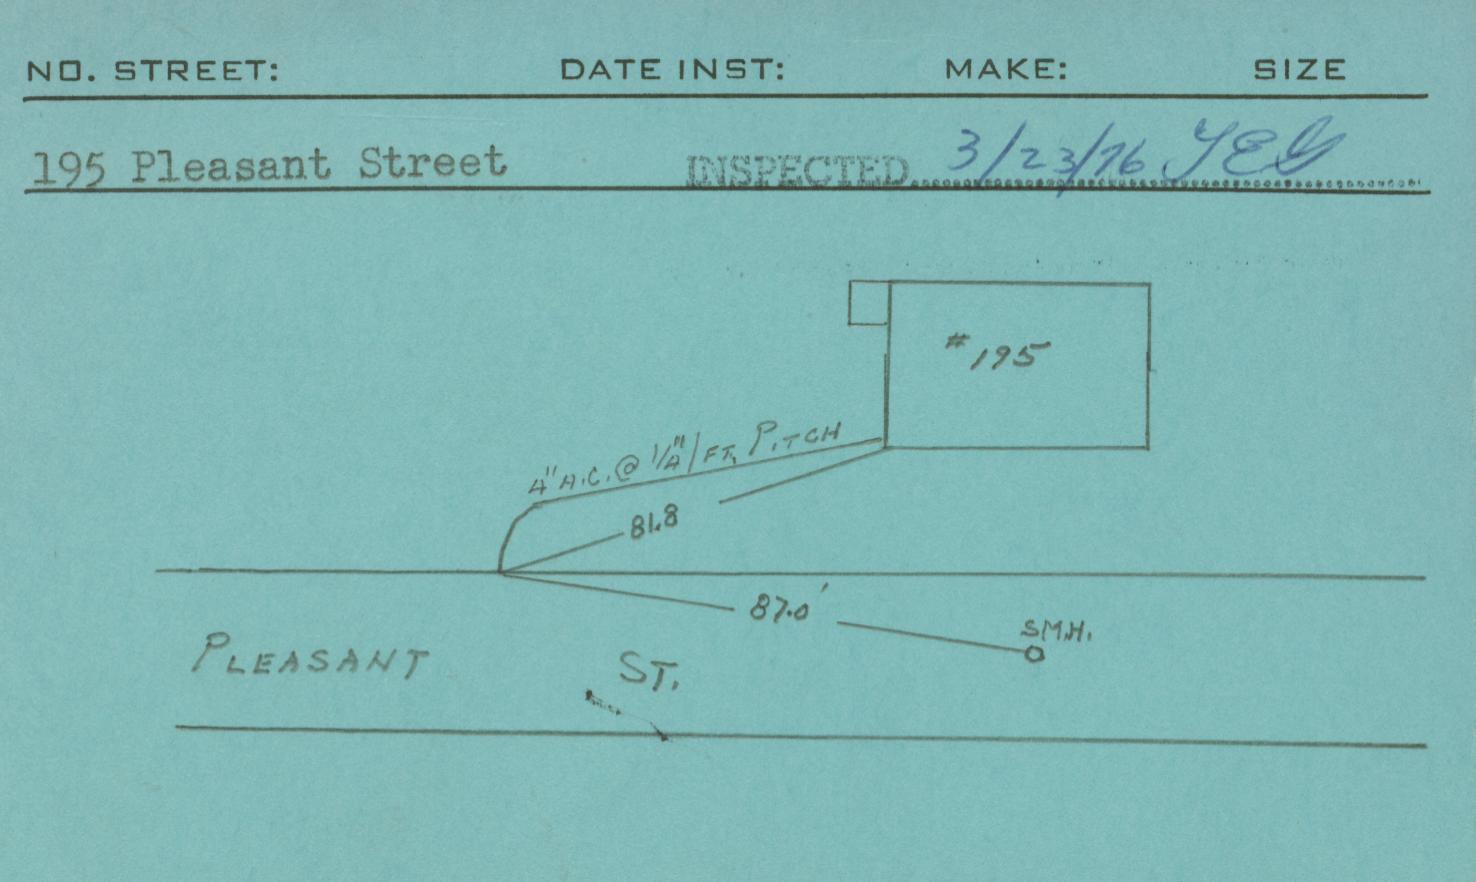 NO. STREET: DATE INST: MAKE: SIZE
195 Pleasant Street INSPECTED 3/23/76 JEG
#195
4" A.C. @ 1/4"/FT. PITCH
81.8
87.0'
S.M.H.
PLEASANT ST.